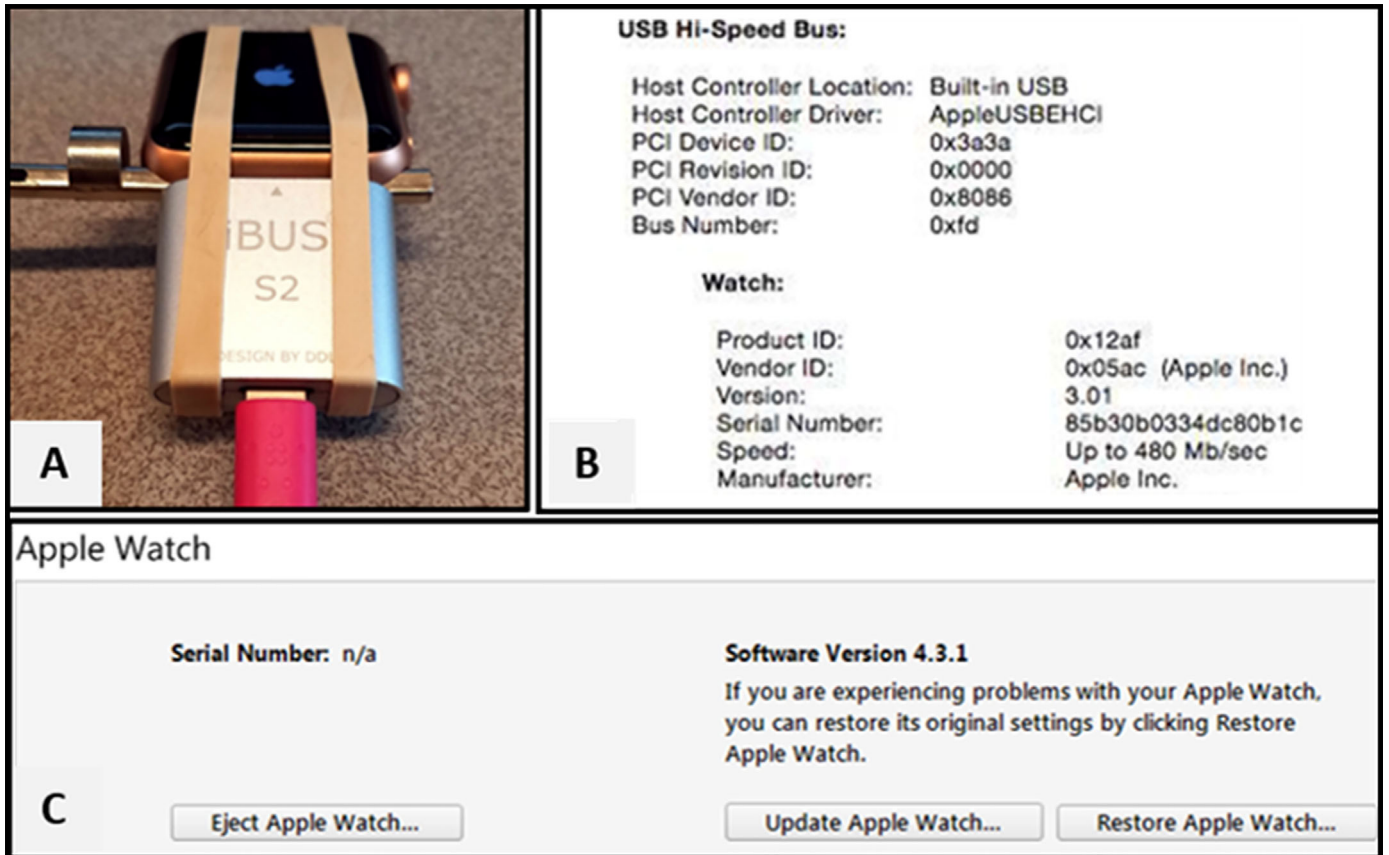 iBUS
S2
DESIGN BY
A
USB Hi-Speed Bus:
Host Controller Location: Built-in USB
Host Controller Driver: AppleUSBEHCI
PCI Device ID: 0x3a3a
PCI Revision ID: 0x0000
PCI Vendor ID: 0x8086
Bus Number: 0xfd
Watch:
Product ID: 0x12af
Vendor ID: 0x05ac (Apple Inc.)
Version: 3.01
Serial Number: 85b30b0334dc80b1c
Speed: Up to 480 Mb/sec
Manufacturer: Apple Inc.
B
Apple Watch
Serial Number: n/a
Software Version 4.3.1
If you are experiencing problems with your Apple Watch,
you can restore its original settings by clicking Restore
Apple Watch.
C
Eject Apple Watch...
Update Apple Watch...
Restore Apple Watch...